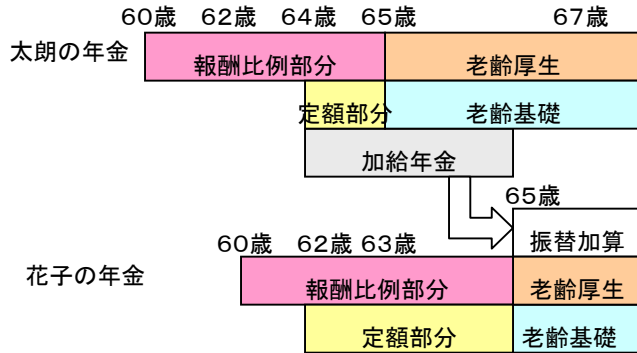 60歳 62歳 64歳 65歳 67歳
太朗の年金
報酬比例部分 老齢厚生
定額部分 老齢基礎
加給年金
65歳
振替加算
60歳 62歳 63歳
花子の年金
報酬比例部分 老齢厚生
定額部分 老齢基礎